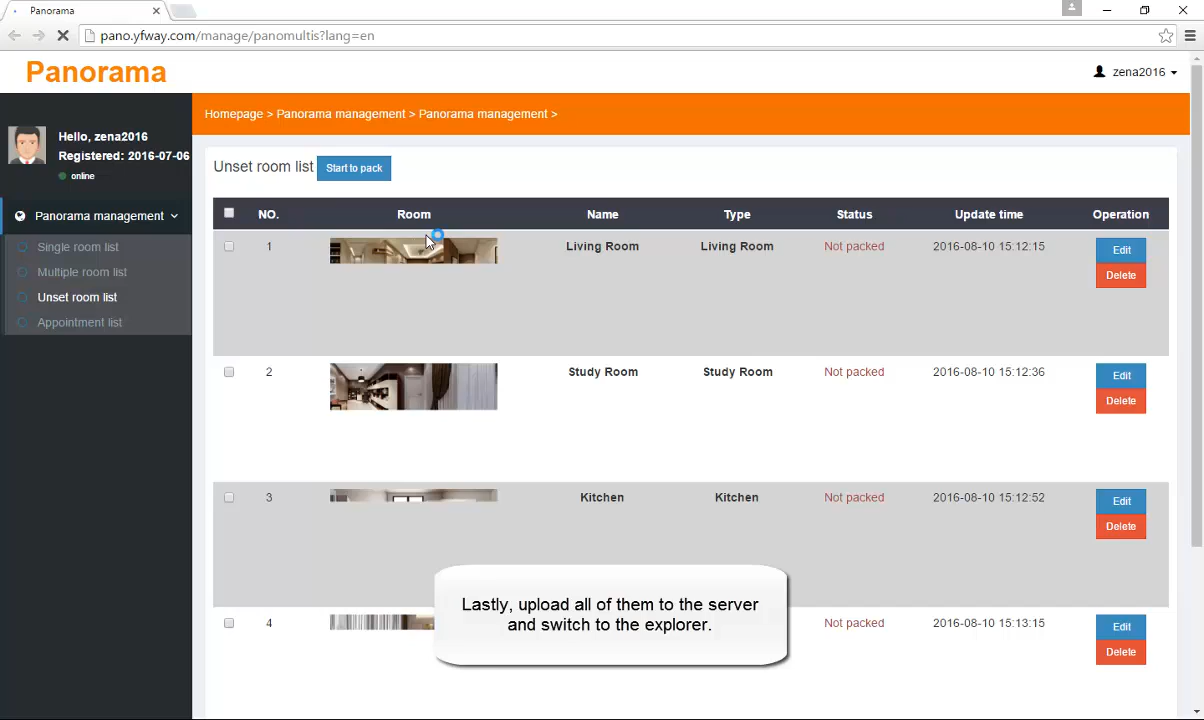 Panorama
pano.yfway.com/manage/panomultis?lang=en
Panorama
zena2016
Homepage > Panorama management > Panorama management >
Hello, zena2016
Registered: 2016-07-06
online
Panorama management
Single room list
Multiple room list
Unset room list
Appointment list
Unset room list Start to pack
NO. Room Name Type Status Update time Operation
1 Living Room Living Room Not packed 2016-08-10 15:12:15 Edit
Delete
2 Study Room Study Room Not packed 2016-08-10 15:12:36 Edit
Delete
3 Kitchen Kitchen Not packed 2016-08-10 15:12:52 Edit
Delete
4 Not packed 2016-08-10 15:13:15 Edit
Delete
Lastly, upload all of them to the server
and switch to the explorer.